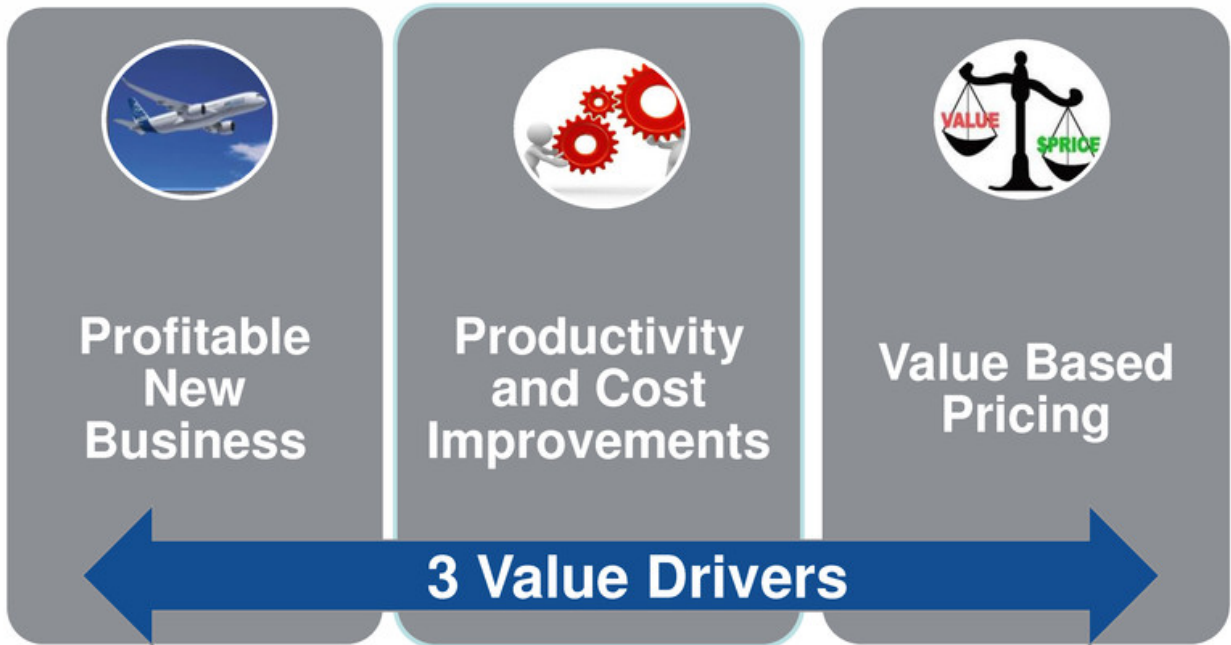 Profitable
New
Business
Productivity
and Cost
Improvements
VALUE
$PRICE
Value Based
Pricing
3 Value Drivers